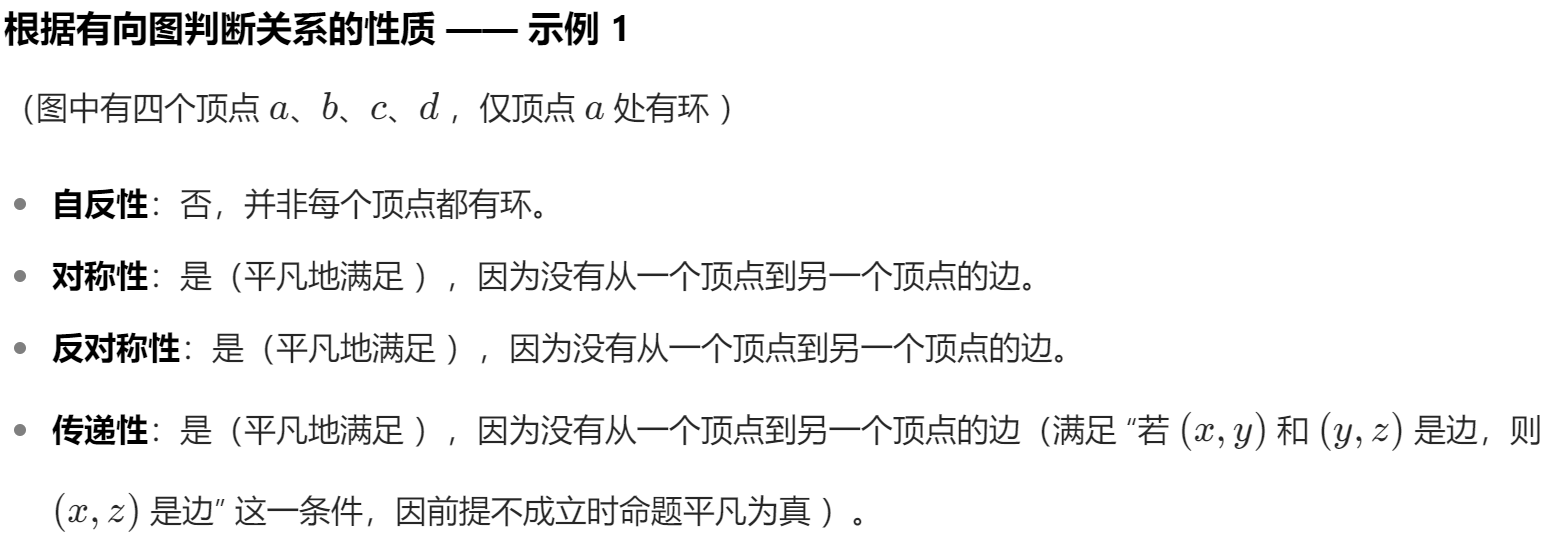 根据有向图判断关系的性质 —— 示例 1
（图中有四个顶点 a、b、c、d ，仅顶点 a 处有环 ）
• 自反性：否，并非每个顶点都有环。
• 对称性：是（平凡地满足 ），因为没有从一个顶点到另一个顶点的边。
• 反对称性：是（平凡地满足 ），因为没有从一个顶点到另一个顶点的边。
• 传递性：是（平凡地满足 ），因为没有从一个顶点到另一个顶点的边（满足 “若 (x, y) 和 (y, z) 是边，则
(x, z) 是边” 这一条件，因前提不成立时命题平凡为真 ）。